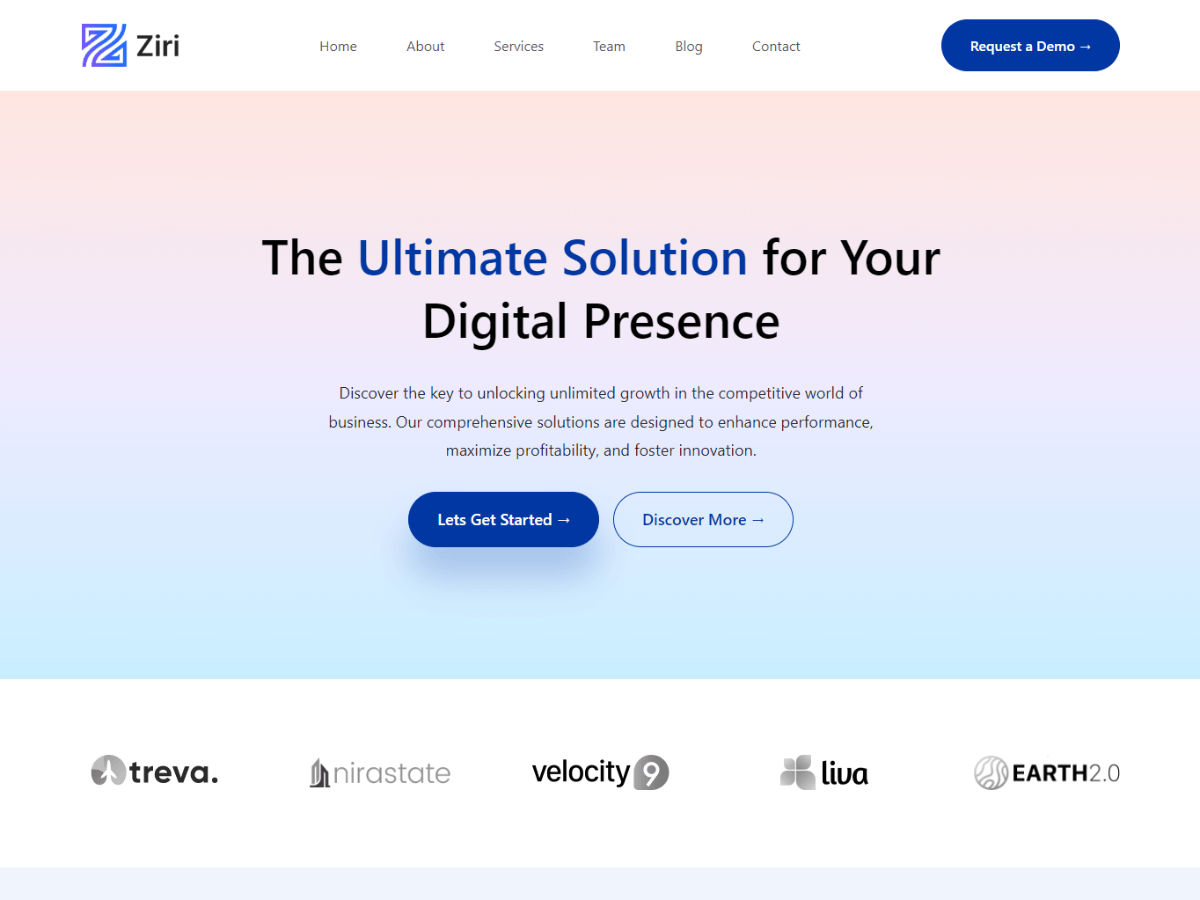 Ziri
Home About Services Team Blog Contact
Request a Demo →
The Ultimate Solution for Your
Digital Presence
Discover the key to unlocking unlimited growth in the competitive world of
business. Our comprehensive solutions are designed to enhance performance,
maximize profitability, and foster innovation.
Lets Get Started → Discover More →
treva. nirastate velocity 9 liva EARTH2.0